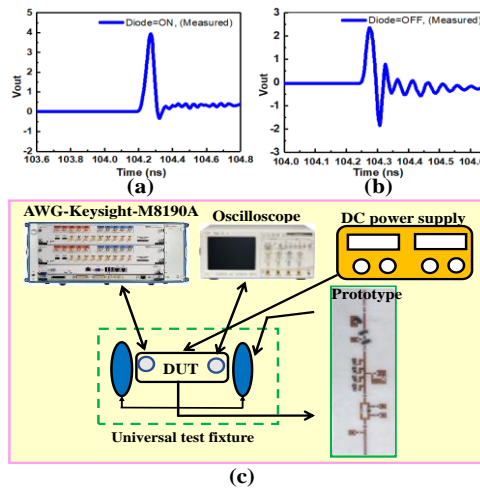 Diode=ON, (Measured)
Vout
5
4
3
2
1
0
-1
-2
103.6 103.8 104.0 104.2 104.4 104.6 104.8
Time (ns)
(a)
Diode=OFF, (Measured)
Vout
3
2
1
0
-1
-2
-3
104.0 104.1 104.2 104.3 104.4 104.5
Time (ns)
(b)
AWG-Keysight-M8190A
Oscilloscope
DC power supply
Prototype
DUT
Universal test fixture
(c)